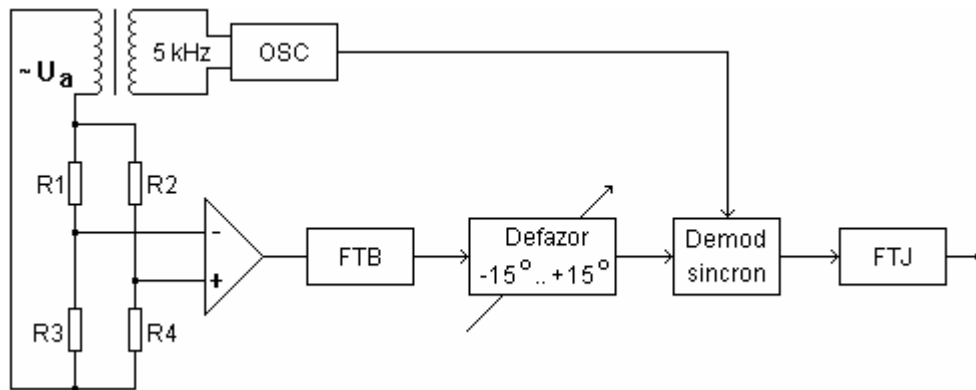 5 kHz
OSC
~ Ua
R1
R2
-
+
FTB
Defazor
-15° .. +15°
Demod
sincron
FTJ
R3
R4